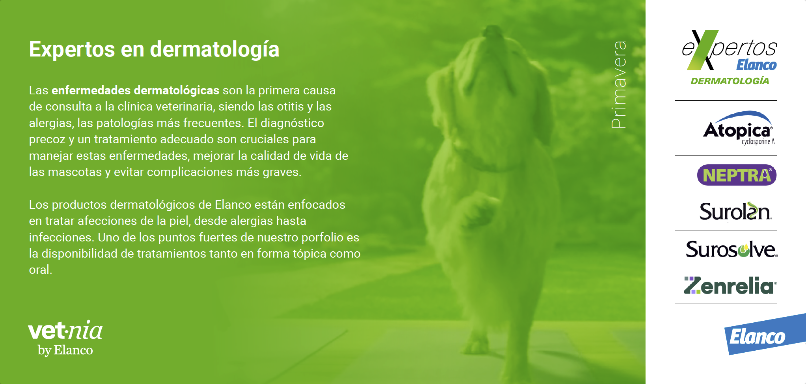 Expertos en dermatología
Las enfermedades dermatológicas son la primera causa
de consulta a la clínica veterinaria, siendo las otitis y las
alergias, las patologías más frecuentes. El diagnóstico
precoz y un tratamiento adecuado son cruciales para
manejar estas enfermedades, mejorar la calidad de vida de
las mascotas y evitar complicaciones más graves.
Los productos dermatológicos de Elanco están enfocados
en tratar afecciones de la piel, desde alergias hasta
infecciones. Uno de los puntos fuertes de nuestro porfolio es
la disponibilidad de tratamientos tanto en forma tópica como
oral.
vet·nia
by Elanco
Primavera
eXpertos
Elanco
DERMATOLOGÍA
Atopica®
cyclosporine A
NEPTRA®
Surolan®
Surosolve®
Zenrelia™
Elanco